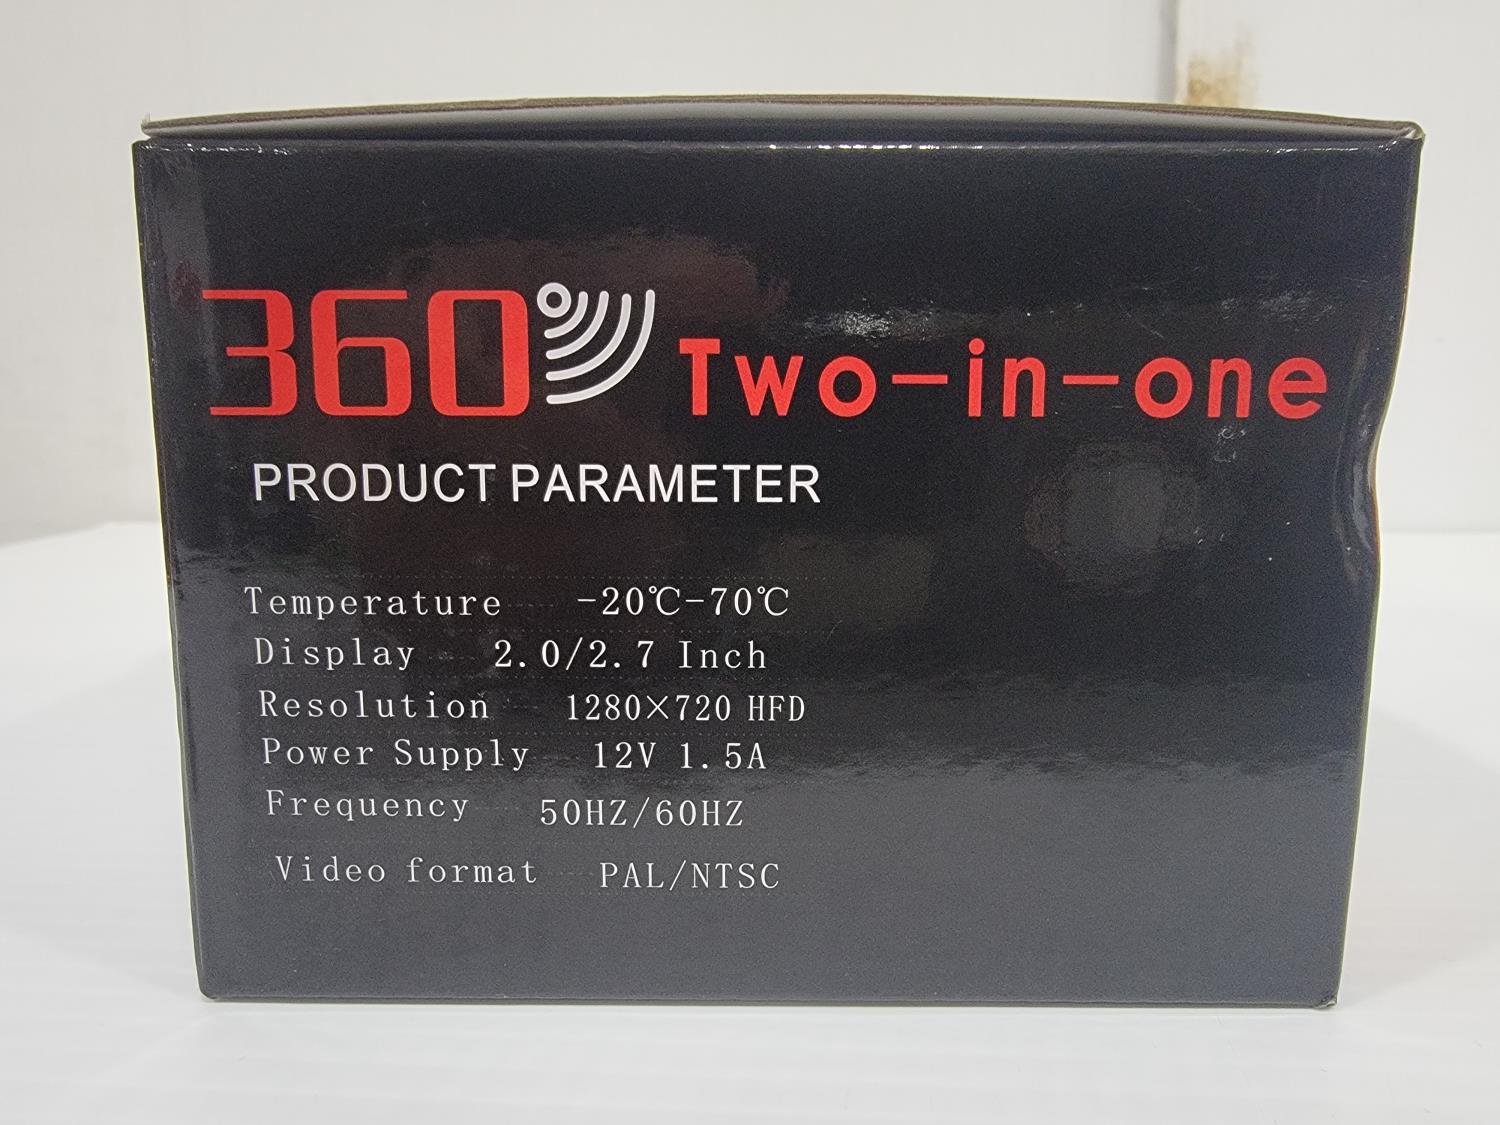 360 Two-in-one
PRODUCT PARAMETER
Temperature -20℃-70℃
Display 2.0/2.7 Inch
Resolution 1280×720 HFD
Power Supply 12V 1.5A
Frequency 50HZ/60HZ
Video format PAL/NTSC